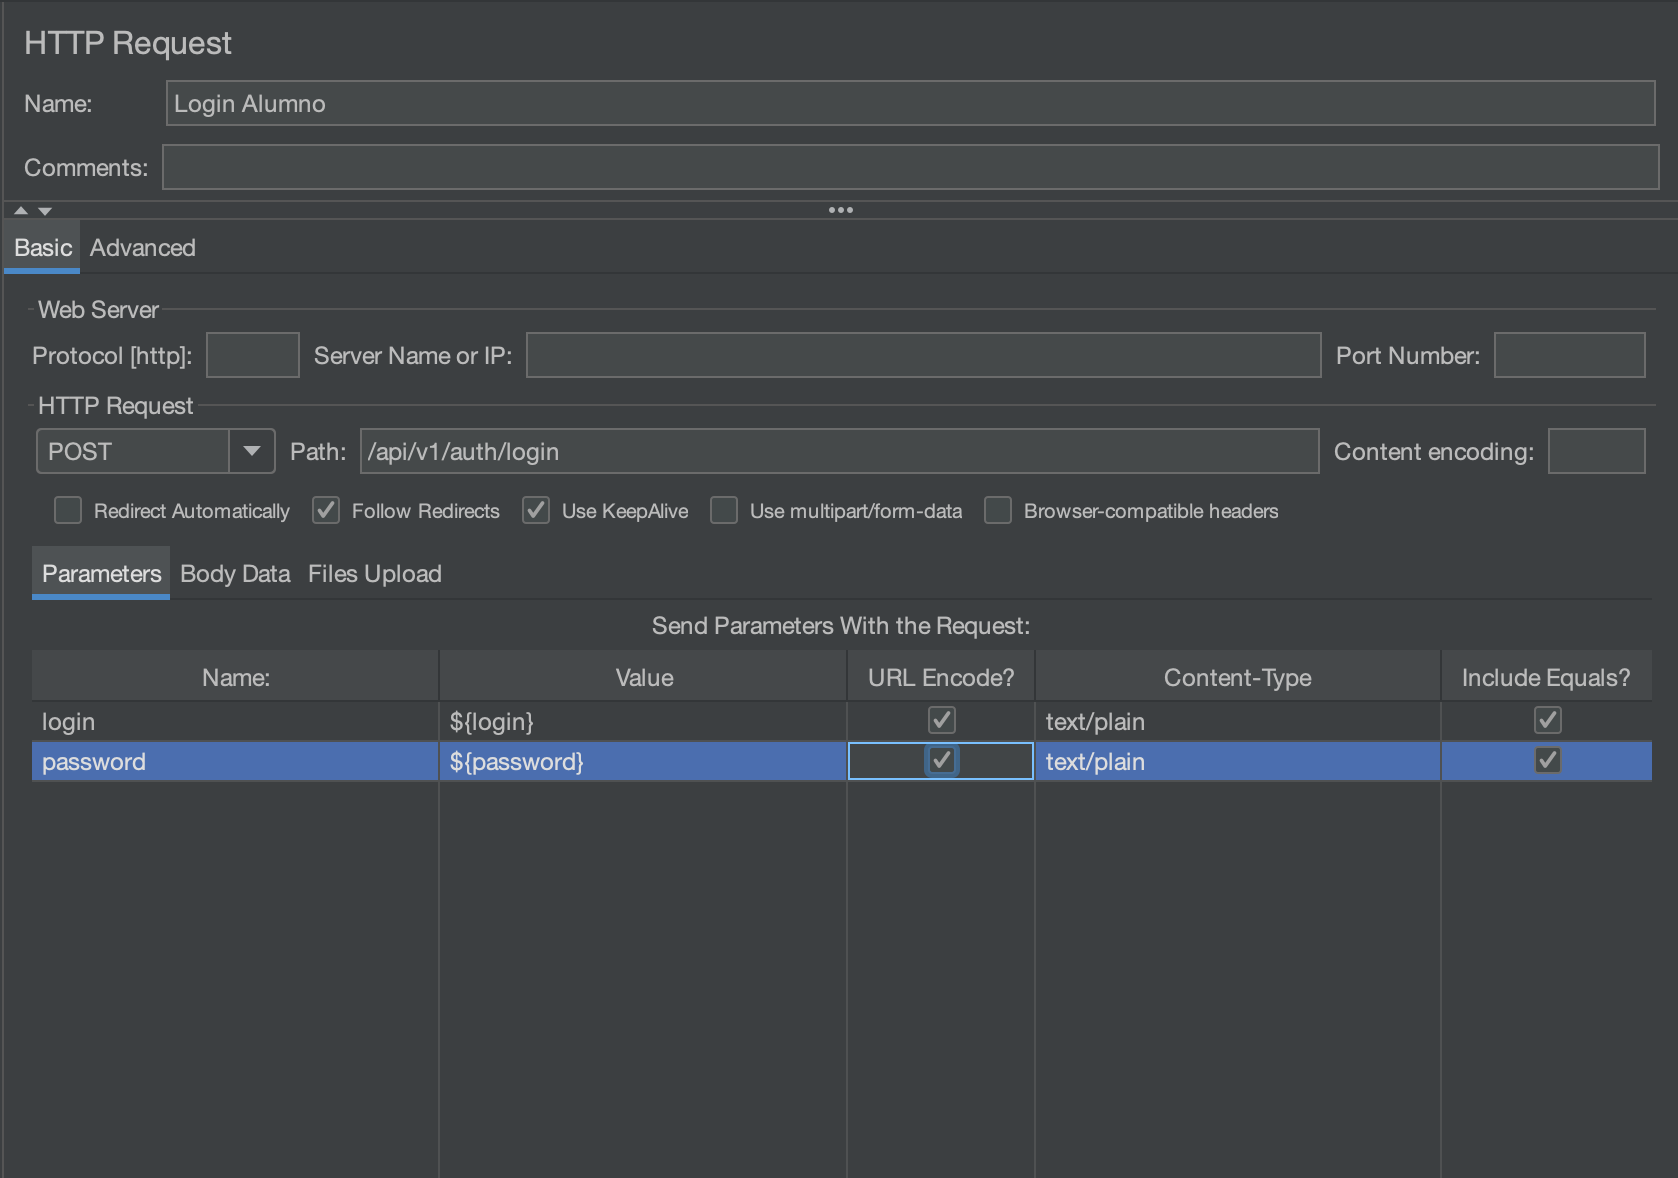 HTTP Request
Name: Login Alumno
Comments:
Basic Advanced
Web Server
Protocol [http]: Server Name or IP: Port Number:
HTTP Request
POST Path: /api/v1/auth/login Content encoding:
Redirect Automatically Follow Redirects Use KeepAlive Use multipart/form-data Browser-compatible headers
Parameters Body Data Files Upload
Send Parameters With the Request:
Name: Value URL Encode? Content-Type Include Equals?
login ${login} text/plain
password ${password} text/plain